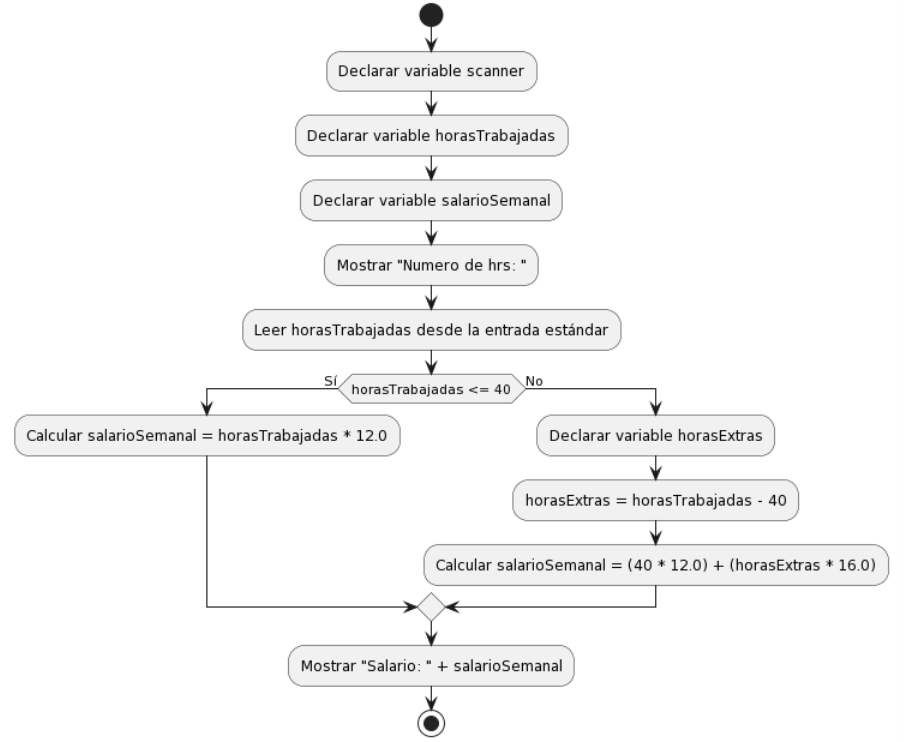 Declarar variable scanner
Declarar variable horasTrabajadas
Declarar variable salarioSemanal
Mostrar "Numero de hrs: "
Leer horasTrabajadas desde la entrada estándar
Sí
horasTrabajadas <= 40
No
Calcular salarioSemanal = horasTrabajadas * 12.0
Declarar variable horasExtras
horasExtras = horasTrabajadas - 40
Calcular salarioSemanal = (40 * 12.0) + (horasExtras * 16.0)
Mostrar "Salario: " + salarioSemanal